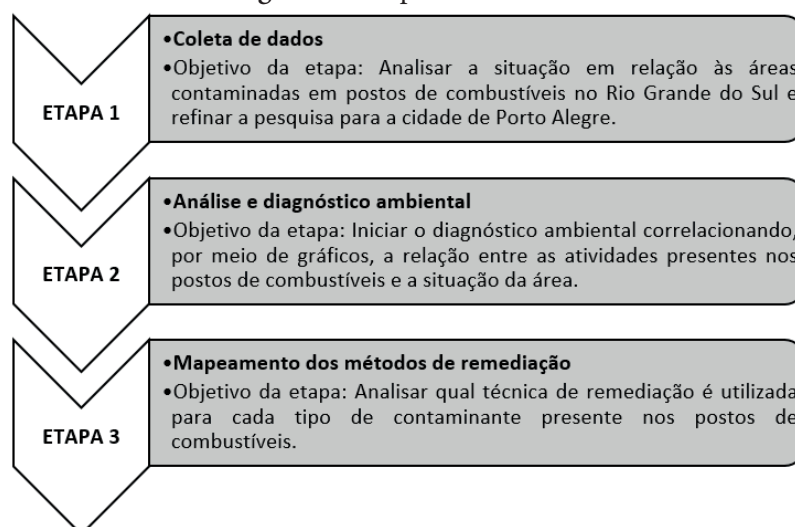 •Coleta de dados
•Objetivo da etapa: Analisar a situação em relação às áreas
contaminadas em postos de combustíveis no Rio Grande do Sul e
refinar a pesquisa para a cidade de Porto Alegre.
ETAPA 1
•Análise e diagnóstico ambiental
•Objetivo da etapa: Iniciar o diagnóstico ambiental correlacionando,
por meio de gráficos, a relação entre as atividades presentes nos
postos de combustíveis e a situação da área.
ETAPA 2
•Mapeamento dos métodos de remediação
•Objetivo da etapa: Analisar qual técnica de remediação é utilizada
para cada tipo de contaminante presente nos postos de
combustíveis.
ETAPA 3